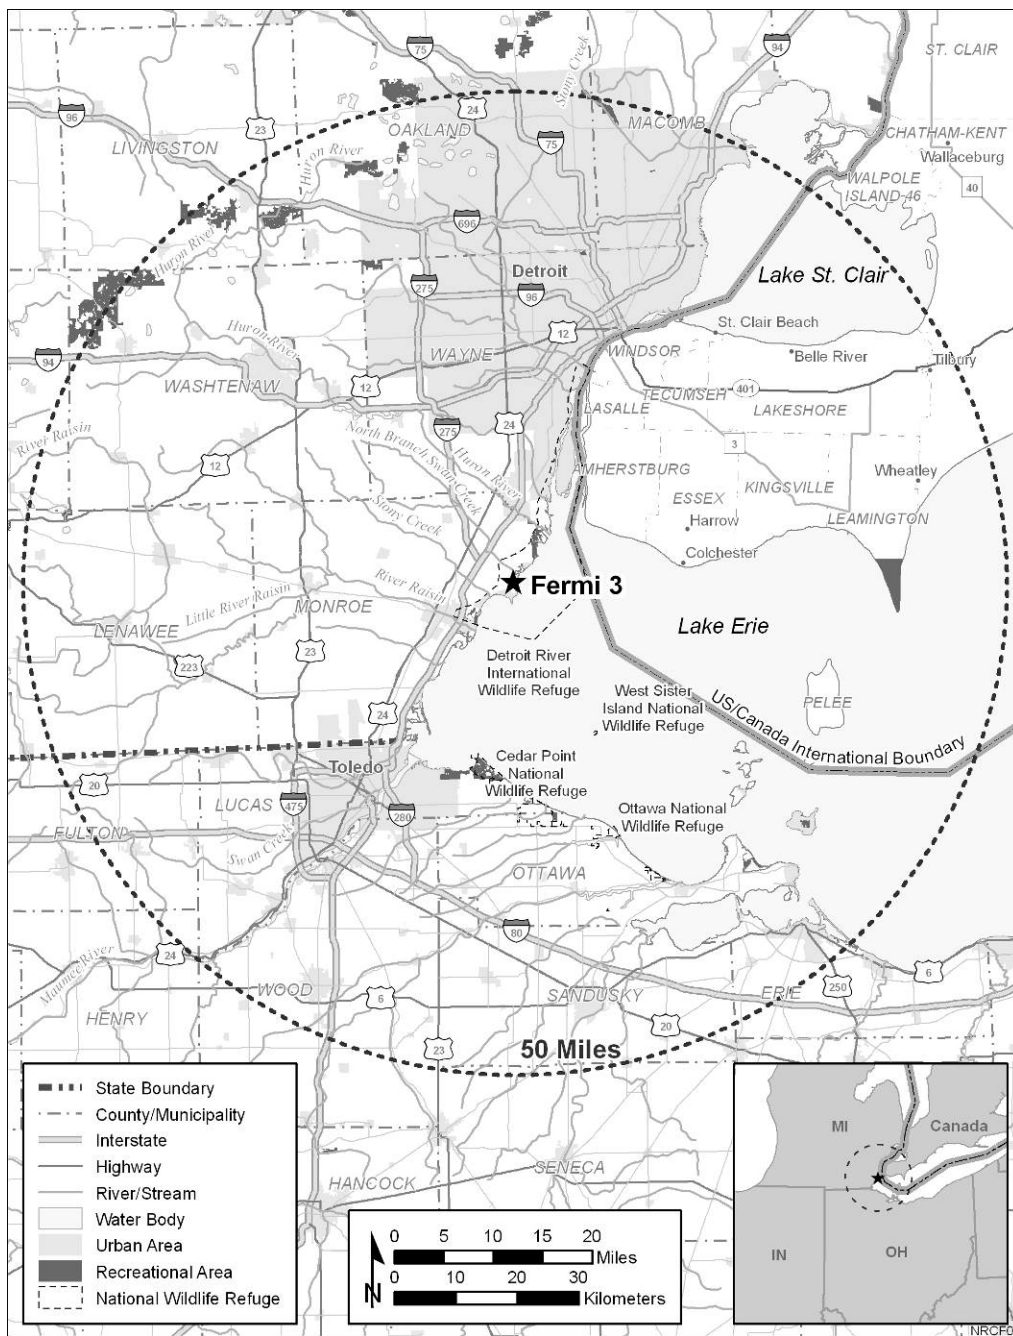 ST. CLAIR
75
94
Stony Creek
24
96
23
OAKLAND
MACOMB
LIVINGSTON
75
CHATHAM-KENT
Wallaceburg
Huron River
WALPOLE
ISLAND 46
40
696
Huron River
Detroit
Lake St. Clair
275
96
12
St. Clair Beach
Huron River
WAYNE
WINDSOR
Belle River
Tilbury
94
WASHTENAW
12
401
TECUMSEH
LASALLE
LAKESHORE
River Raisin
North Branch Swan Creek
275
24
3
12
Huron River
AMHERSTBURG
Wheatley
KINGSVILLE
ESSEX
Stony Creek
Harrow
LEAMINGTON
Colchester
River Raisin
Fermi 3
Little River Raisin
MONROE
LENAWEE
Lake Erie
23
223
Detroit River
International
Wildlife Refuge
West Sister
Island National
Wildlife Refuge
PELEE
US/Canada International Boundary
24
Cedar Point
National
Wildlife Refuge
Toledo
20
LUCAS
475
280
Ottawa National
Wildlife Refuge
FULTON
Swan Creek
OTTAWA
80
24
Maumee River
6
WOOD
6
SANDUSKY
ERIE
250
HENRY
20
23
50 Miles
SENECA
HANCOCK
State Boundary
County/Municipality
Interstate
Highway
River/Stream
Water Body
Urban Area
Recreational Area
National Wildlife Refuge
0 5 10 15 20
Miles
0 10 20 30
Kilometers
N
MI
Canada
IN
OH